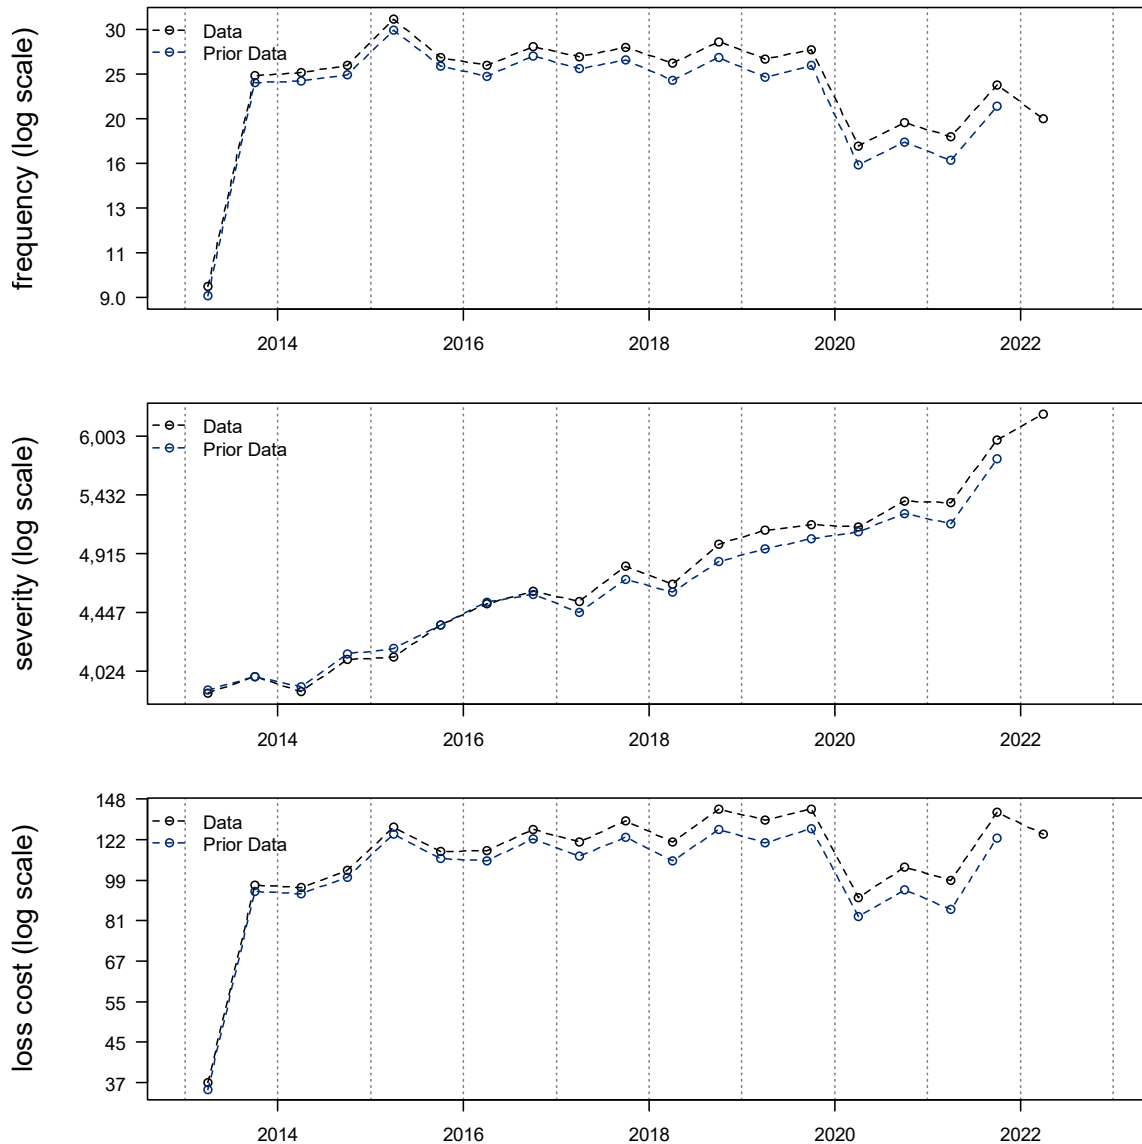 frequency (log scale)
30
25
20
16
13
11
9.0
Data
Prior Data
2014 2016 2018 2020 2022
severity (log scale)
6,003
5,432
4,915
4,447
4,024
Data
Prior Data
2014 2016 2018 2020 2022
loss cost (log scale)
148
122
99
81
67
55
45
37
Data
Prior Data
2014 2016 2018 2020 2022